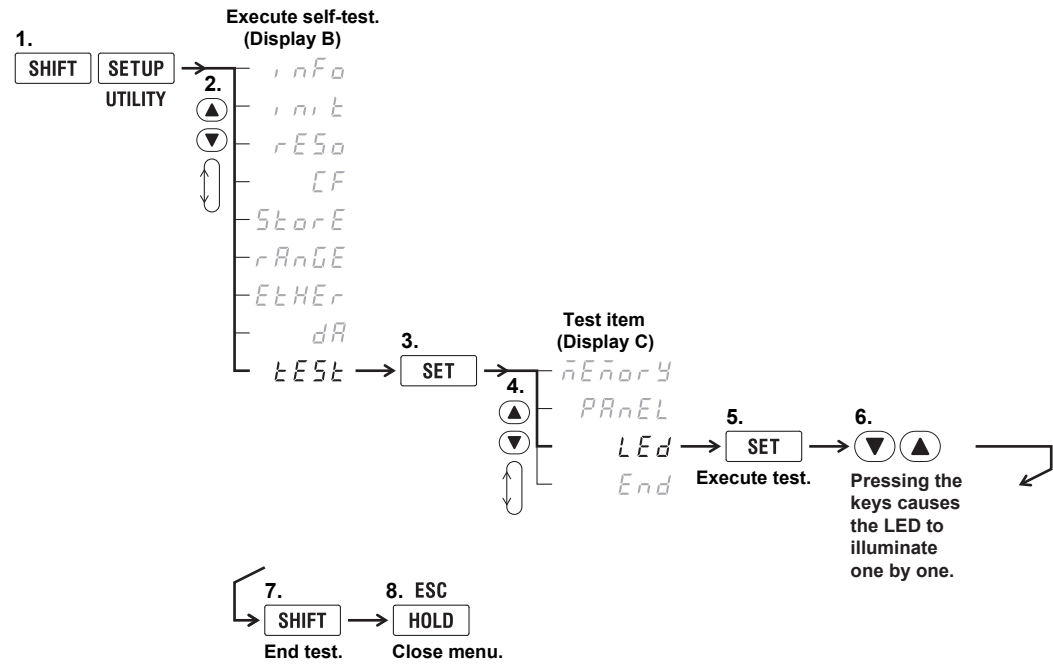 Execute self-test.
(Display B)
1.
SHIFT SETUP
UTILITY
2.
inFo
init
rESo
CF
StorE
rAnGE
EtHEr
dA
tESt
3.
SET
Test item
(Display C)
4.
mEmorY
PAnEL
LEd
End
5.
SET
Execute test.
6.
Pressing the
keys causes
the LED to
illuminate
one by one.
7.
SHIFT
End test.
8. ESC
HOLD
Close menu.